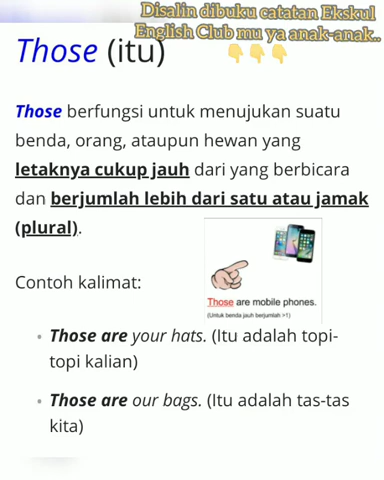 Disalin dibuku catatan Ekskul
English Club mu ya anak-anak..
👇👇👇
Those (itu)
Those berfungsi untuk menujukan suatu
benda, orang, ataupun hewan yang
letaknya cukup jauh dari yang berbicara
dan berjumlah lebih dari satu atau jamak
(plural).
Those are mobile phones.
(Untuk benda jauh berjumlah >1)
Contoh kalimat:
• Those are your hats. (Itu adalah topi-
topi kalian)
• Those are our bags. (Itu adalah tas-tas
kita)